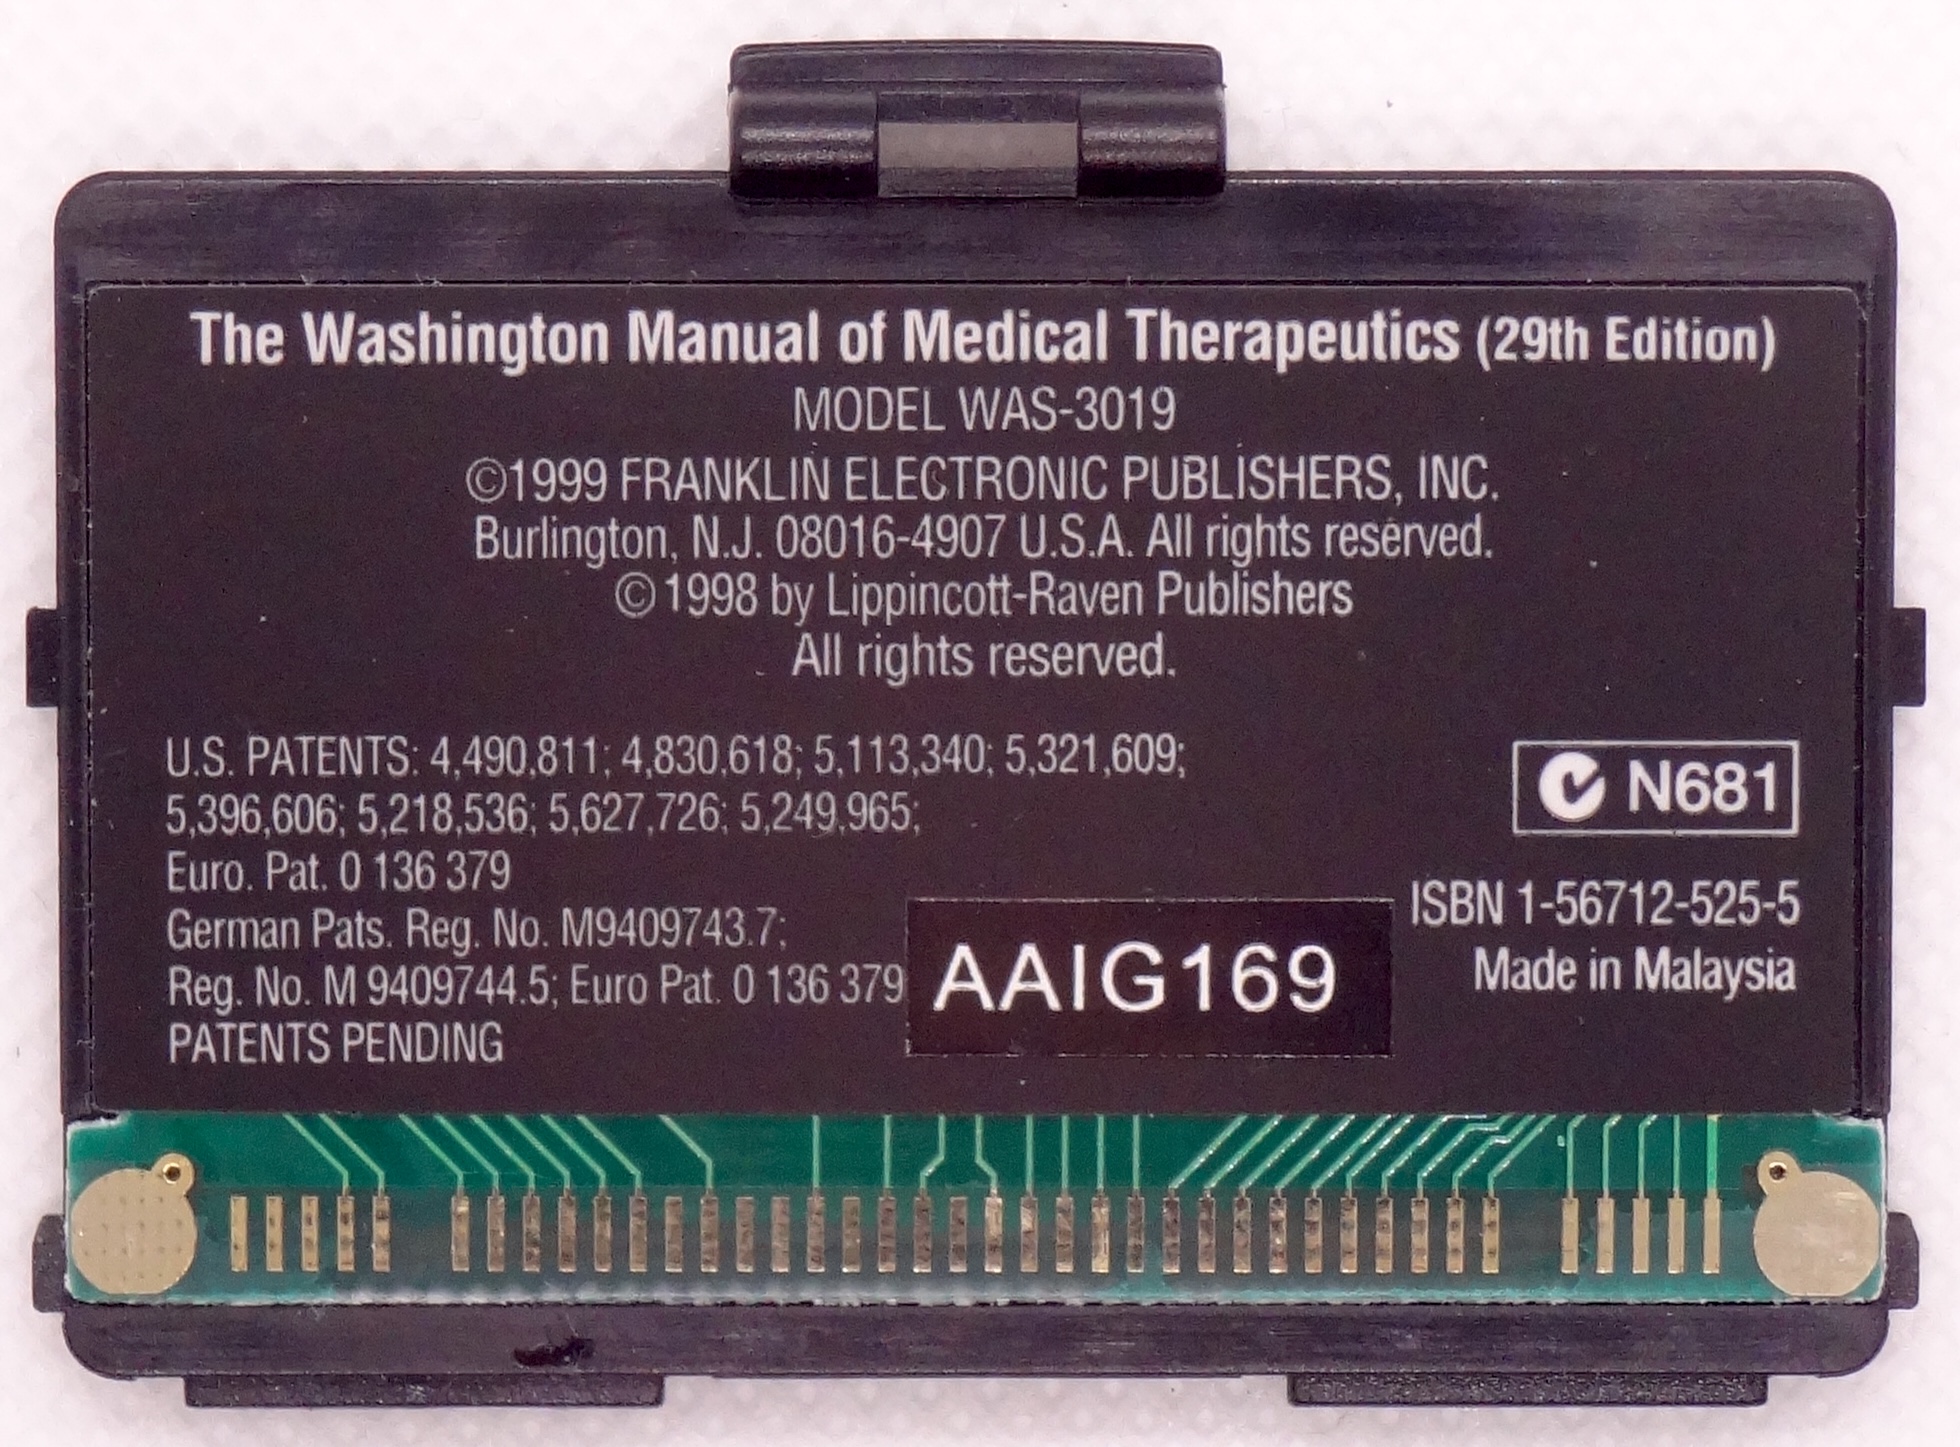 The Washington Manual of Medical Therapeutics (29th Edition)
MODEL WAS-3019
©1999 FRANKLIN ELECTRONIC PUBLISHERS, INC.
Burlington, N.J. 08016-4907 U.S.A. All rights reserved.
© 1998 by Lippincott-Raven Publishers
All rights reserved.
U.S. PATENTS: 4,490,811; 4,830,618; 5,113,340; 5,321,609;
5,396,606; 5,218,536; 5,627,726; 5,249,965;
Euro. Pat. 0 136 379
German Pats. Reg. No. M9409743.7;
Reg. No. M 9409744.5; Euro Pat. 0 136 379
PATENTS PENDING
AAIG169
N681
ISBN 1-56712-525-5
Made in Malaysia